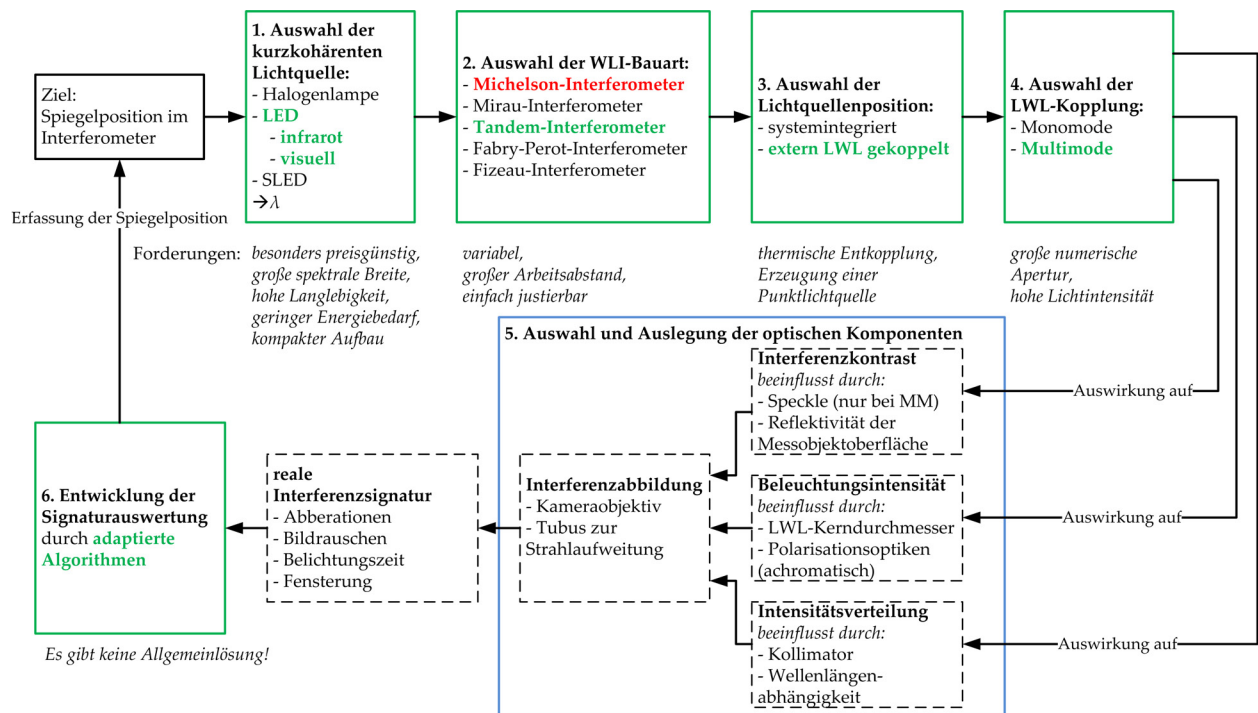 Ziel:
Spiegelposition im
Interferometer
1. Auswahl der
kurzkohärenten
Lichtquelle:
- Halogenlampe
- LED
- infrarot
- visuell
- SLED
→λ
2. Auswahl der WLI-Bauart:
- Michelson-Interferometer
- Mirau-Interferometer
- Tandem-Interferometer
- Fabry-Perot-Interferometer
- Fizeau-Interferometer
3. Auswahl der
Lichtquellenposition:
- systemintegriert
- extern LWL gekoppelt
4. Auswahl der
LWL-Kopplung:
- Monomode
- Multimode
Erfassung der Spiegelposition
Forderungen:
besonders preisgünstig,
große spektrale Breite,
hohe Langlebigkeit,
geringer Energiebedarf,
kompakter Aufbau
variabel,
großer Arbeitsabstand,
einfach justierbar
thermische Entkopplung,
Erzeugung einer
Punktlichtquelle
große numerische
Apertur,
hohe Lichtintensität
5. Auswahl und Auslegung der optischen Komponenten
Interferenzkontrast
beeinflusst durch:
- Speckle (nur bei MM)
- Reflektivität der
Messobjektoberfläche
Auswirkung auf
Beleuchtungsintensität
beeinflusst durch:
- LWL-Kerndurchmesser
- Polarisationsoptiken
(achromatisch)
Auswirkung auf
Intensitätsverteilung
beeinflusst durch:
- Kollimator
- Wellenlängen-
abhängigkeit
Auswirkung auf
Interferenzabbildung
- Kameraobjektiv
- Tubus zur
Strahlaufweitung
reale
Interferenzsignatur
- Abberationen
- Bildrauschen
- Belichtungszeit
- Fensterung
6. Entwicklung der
Signaturauswertung
durch adaptierte
Algorithmen
Es gibt keine Allgemeinlösung!